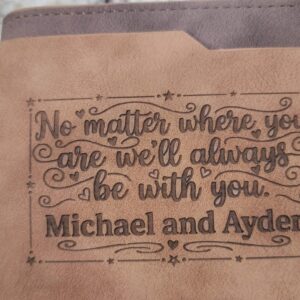 No matter where you
are we'll always
be with you.
Michael and Ayden